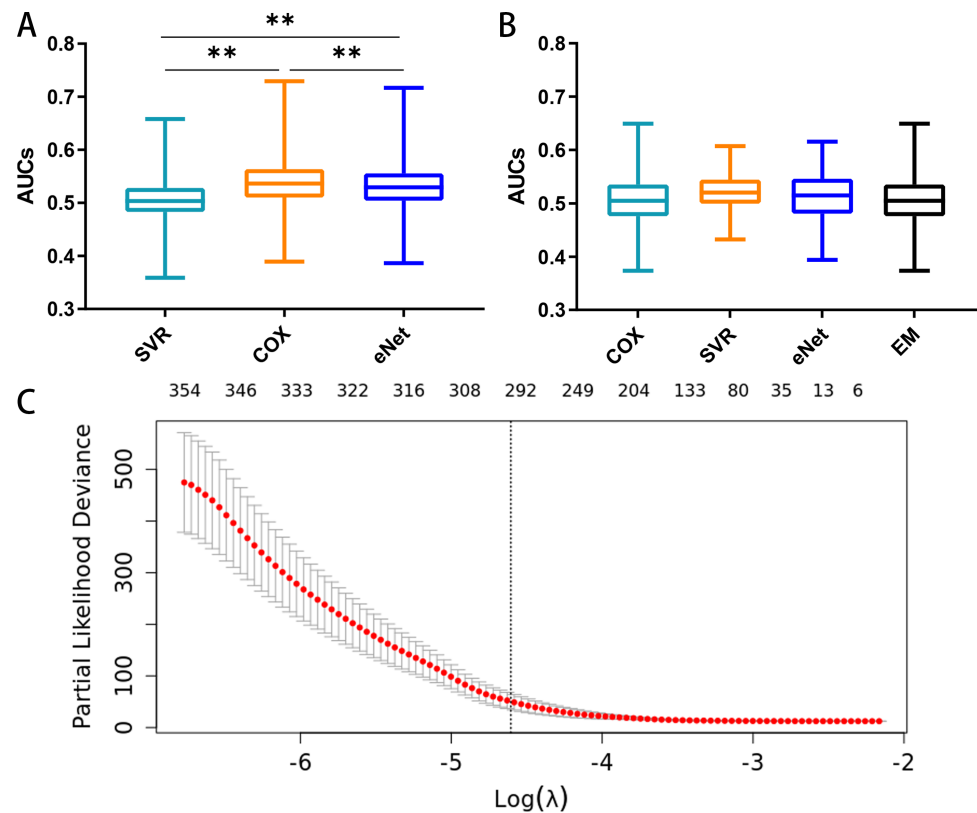 A
**
**
**
AUCs
0.8
0.7
0.6
0.5
0.4
0.3
SVR
COX
eNet
B
AUCs
0.8
0.7
0.6
0.5
0.4
0.3
COX
SVR
eNet
EM
C
354 346 333 322 316 308 292 249 204 133 80 35 13 6
Partial Likelihood Deviance
500
300
100
0
-6 -5 -4 -3 -2
Log(λ)